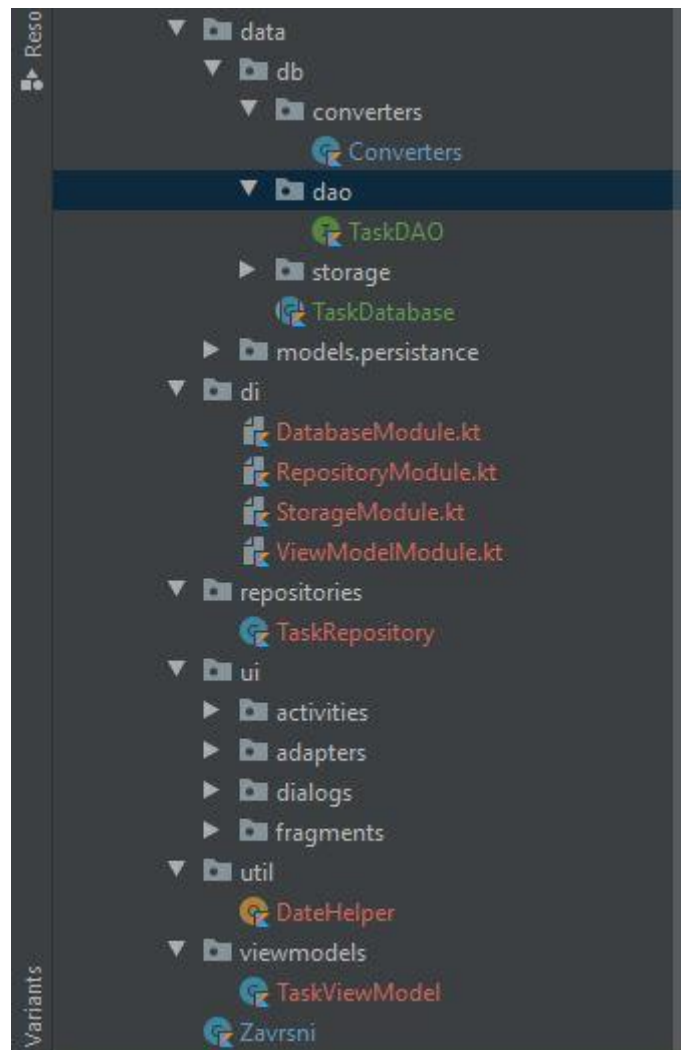 Reso
data
db
converters
Converters
dao
TaskDAO
storage
TaskDatabase
models.persistance
di
DatabaseModule.kt
RepositoryModule.kt
StorageModule.kt
ViewModelModule.kt
repositories
TaskRepository
ui
activities
adapters
dialogs
fragments
util
DateHelper
viewmodels
TaskViewModel
Zavrsni
Variants